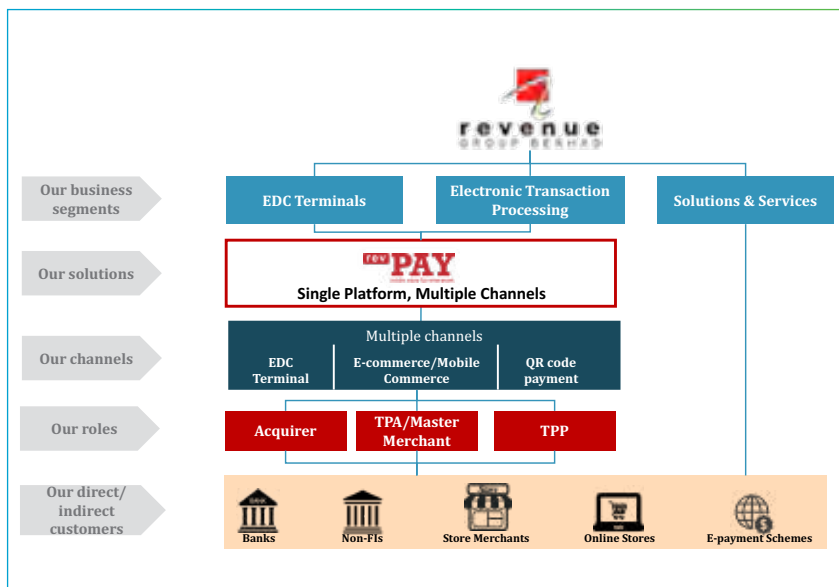 revenue
GROUP BERHAD
Our business
segments
EDC Terminals
Electronic Transaction
Processing
Solutions & Services
Our solutions
rev
PAY
Single Platform, Multiple Channels
Our channels
Multiple channels
EDC
Terminal
E-commerce/Mobile
Commerce
QR code
payment
Our roles
Acquirer
TPA/Master
Merchant
TPP
Our direct/
indirect
customers
BANK
Banks
Non-FIs
Store Merchants
Online Stores
E-payment Schemes